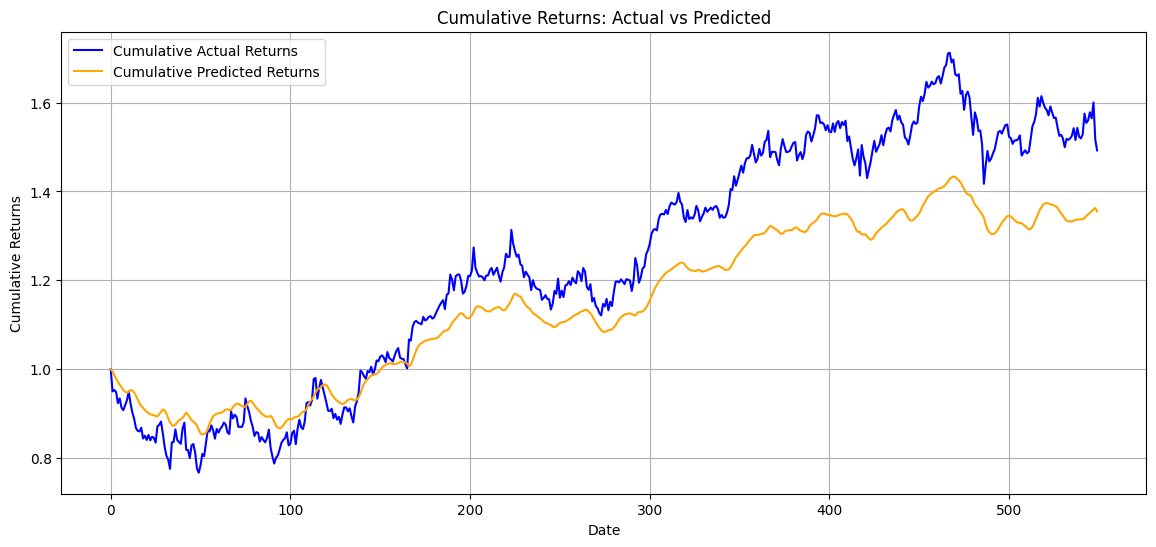 Cumulative Returns: Actual vs Predicted
Cumulative Actual Returns
Cumulative Predicted Returns
Cumulative Returns
1.6
1.4
1.2
1.0
0.8
0 100 200 300 400 500
Date